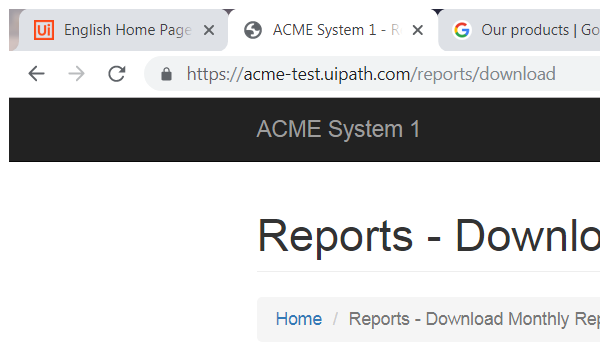 Ui English Home Page ACME System 1 - R Our products | Go
https://acme-test.uipath.com/reports/download
ACME System 1
Reports - Downlo
Home / Reports - Download Monthly Rep